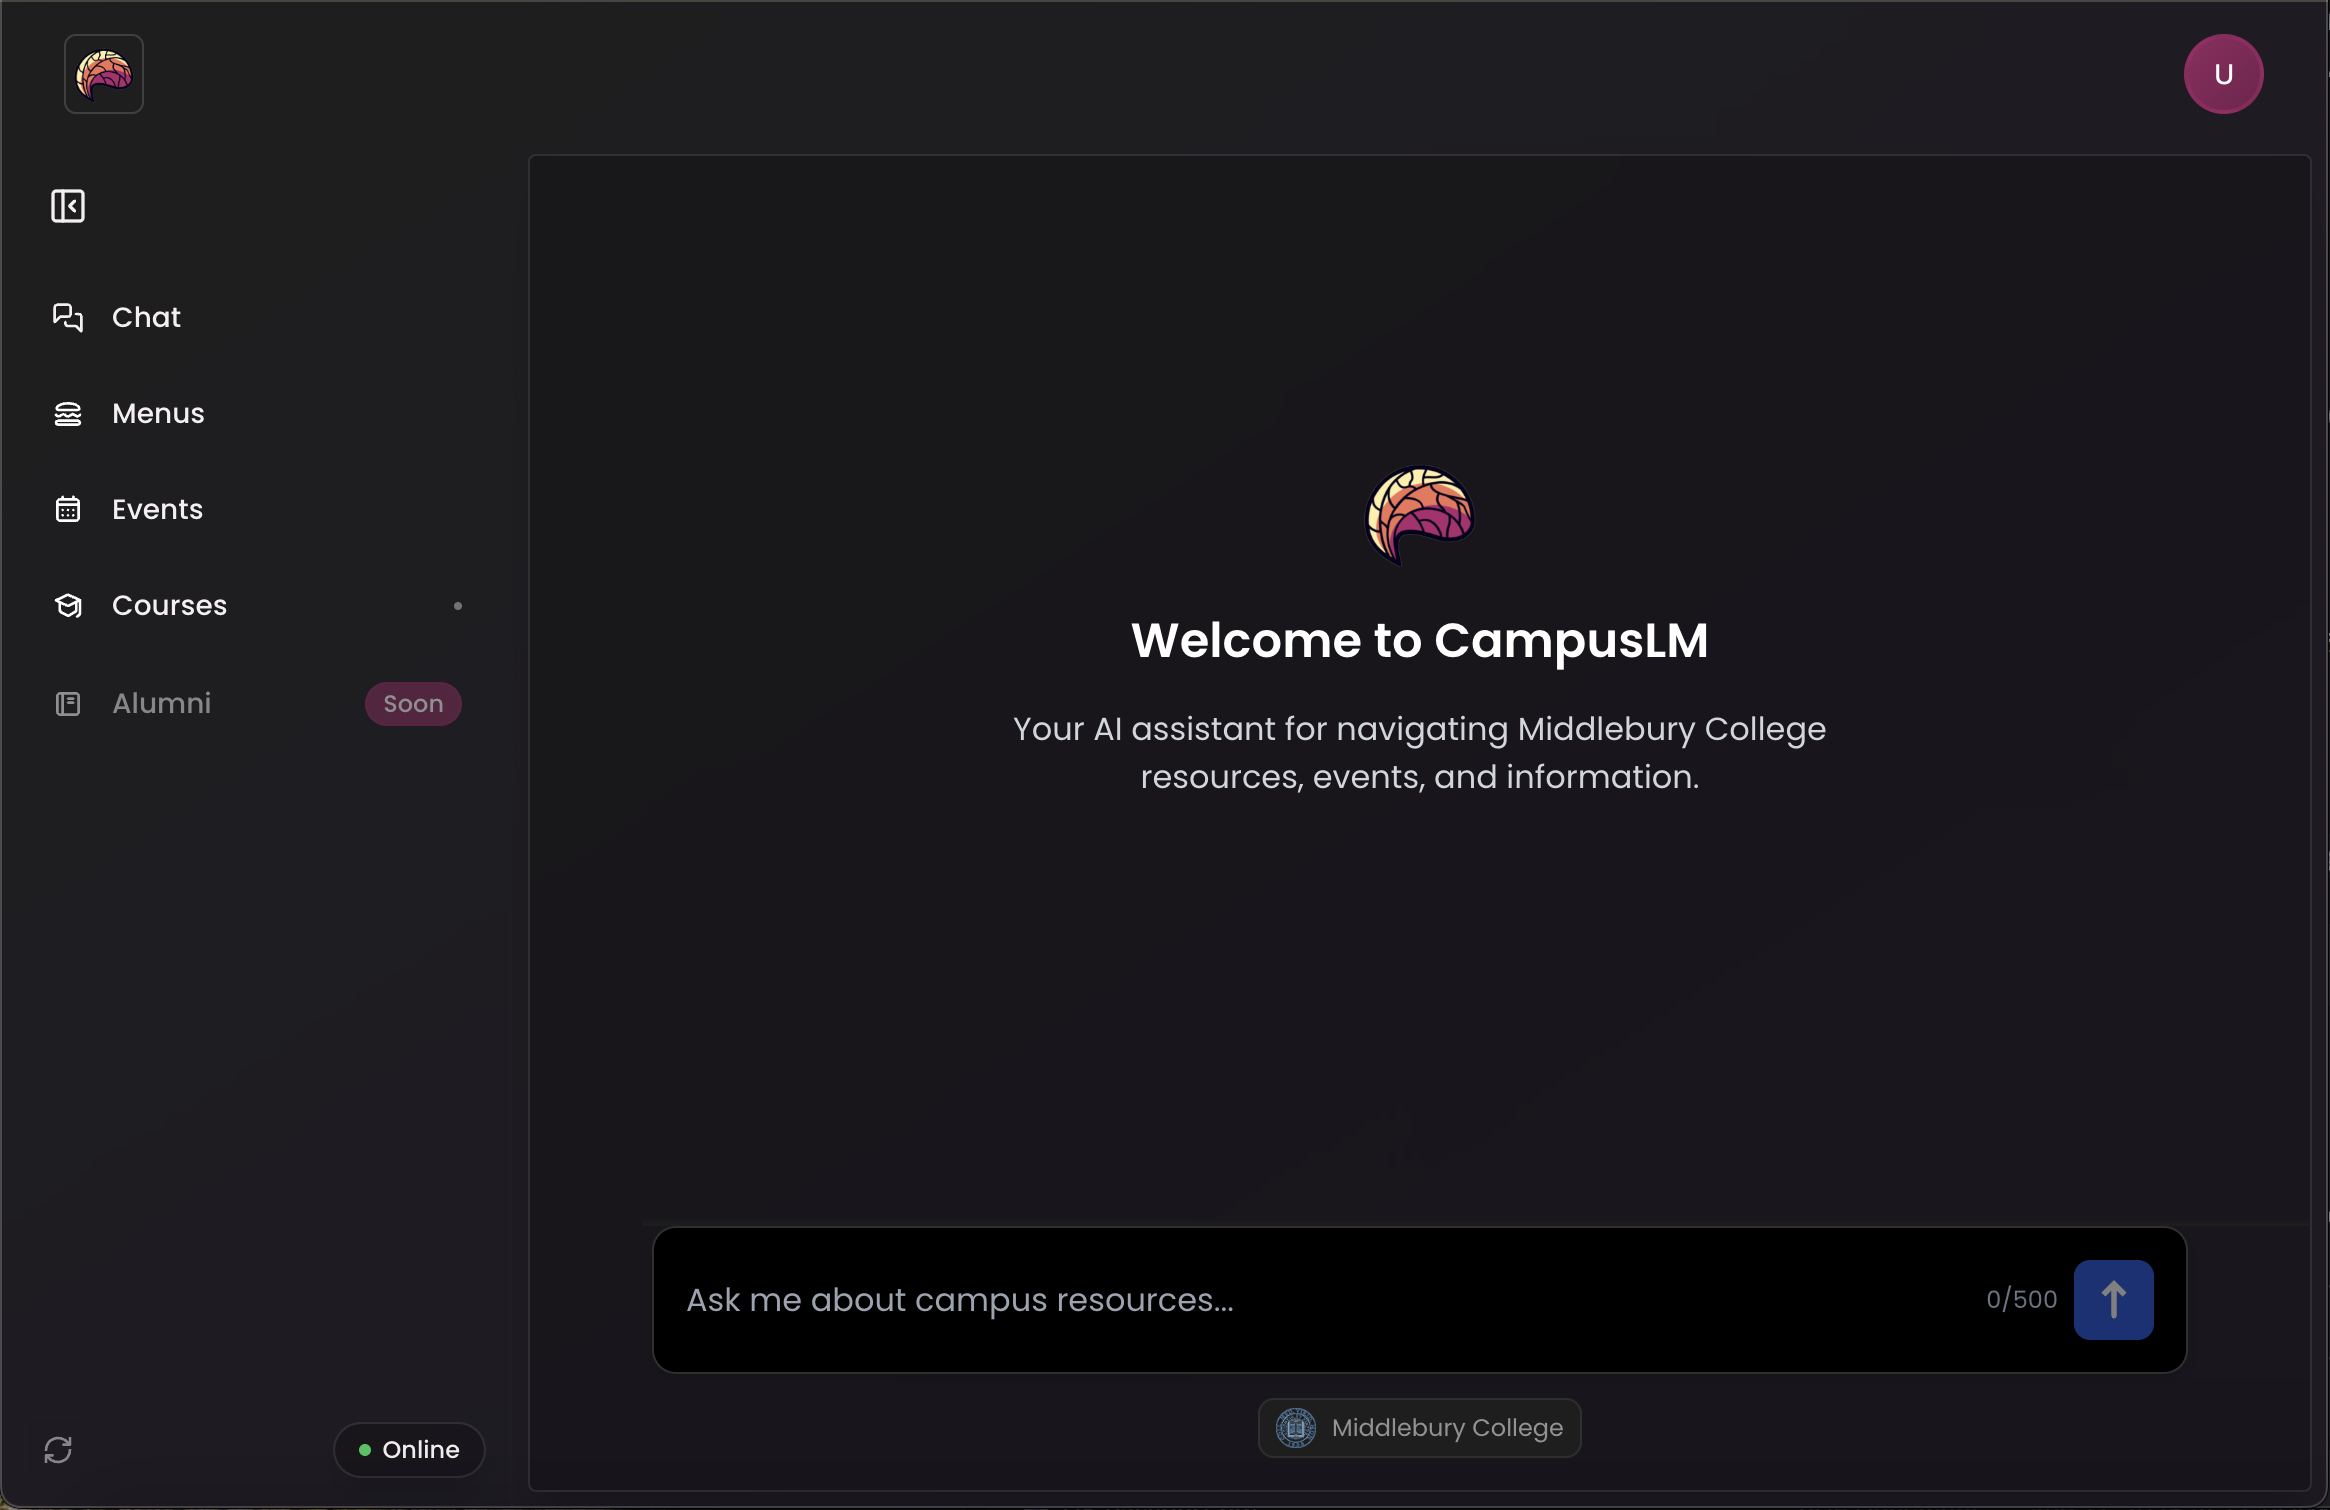 U
Chat
Menus
Events
Courses
Alumni
Soon
Welcome to CampusLM
Your AI assistant for navigating Middlebury College
resources, events, and information.
Ask me about campus resources...
0/500
Middlebury College
Online